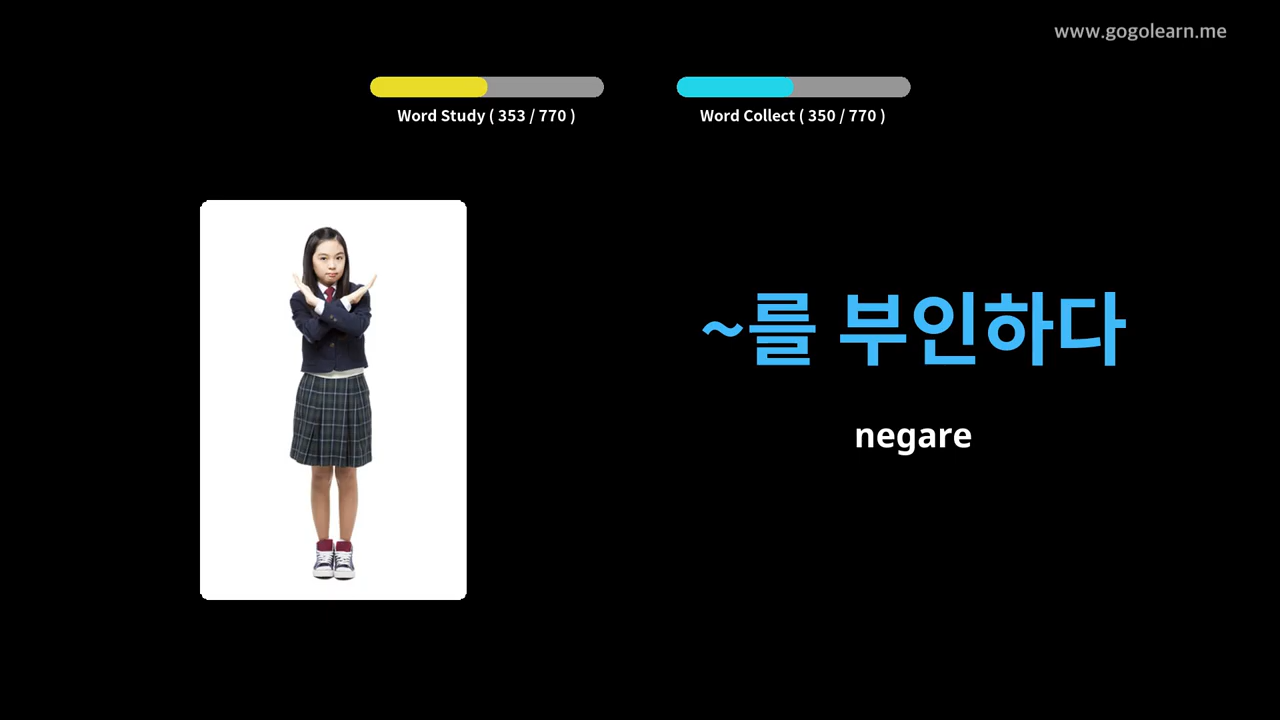 www.gogolearn.me
Word Study ( 353 / 770 )
Word Collect ( 350 / 770 )
~를 부인하다
negare